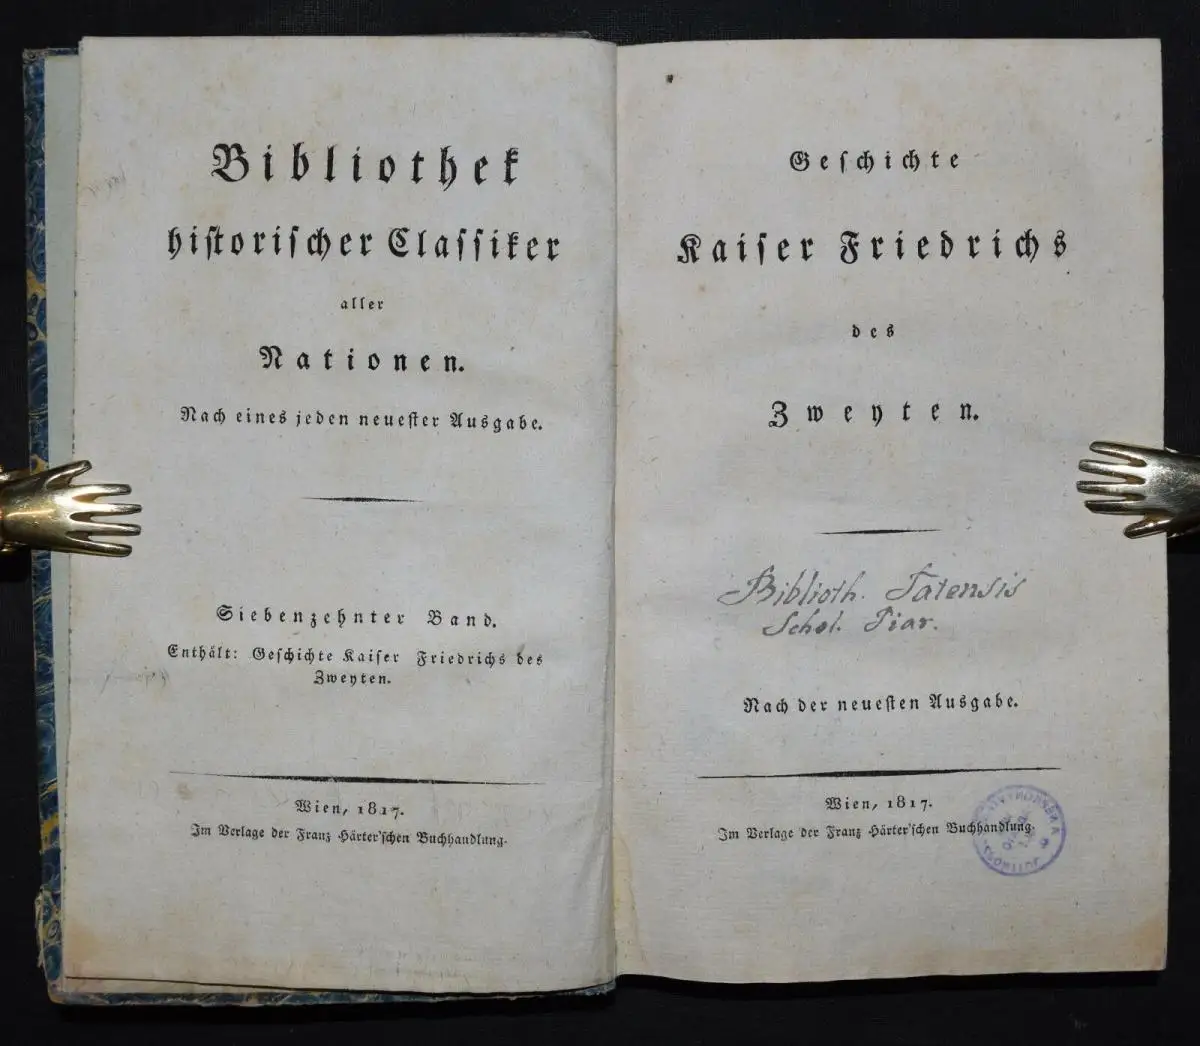 Bibliothek
historischer Classiker
aller
Nationen.
Nach eines jeden neuester Ausgabe.
Siebenzehnter Band.
Enthält: Geschichte Kaiser Friedrichs des
Zweyten.
Wien, 1817.
Im Verlage der Franz Härter'schen Buchhandlung.
Geschichte
Kaiser Friedrichs
des
Zweyten.
Biblioth. Tatensis
Schol. Piar.
Nach der neuesten Ausgabe.
Wien, 1817.
Im Verlage der Franz Härter'schen Buchhandlung.